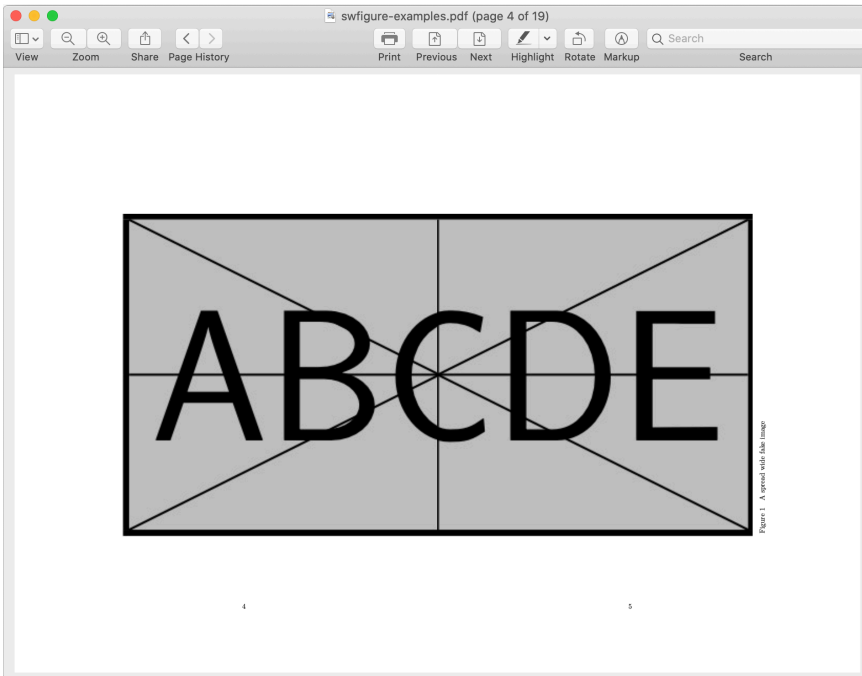 swfigure-examples.pdf (page 4 of 19)
Search
View Zoom Share Page History Print Previous Next Highlight Rotate Markup Search
ABCDE
Figure 1 A spread wide fake image
4 5